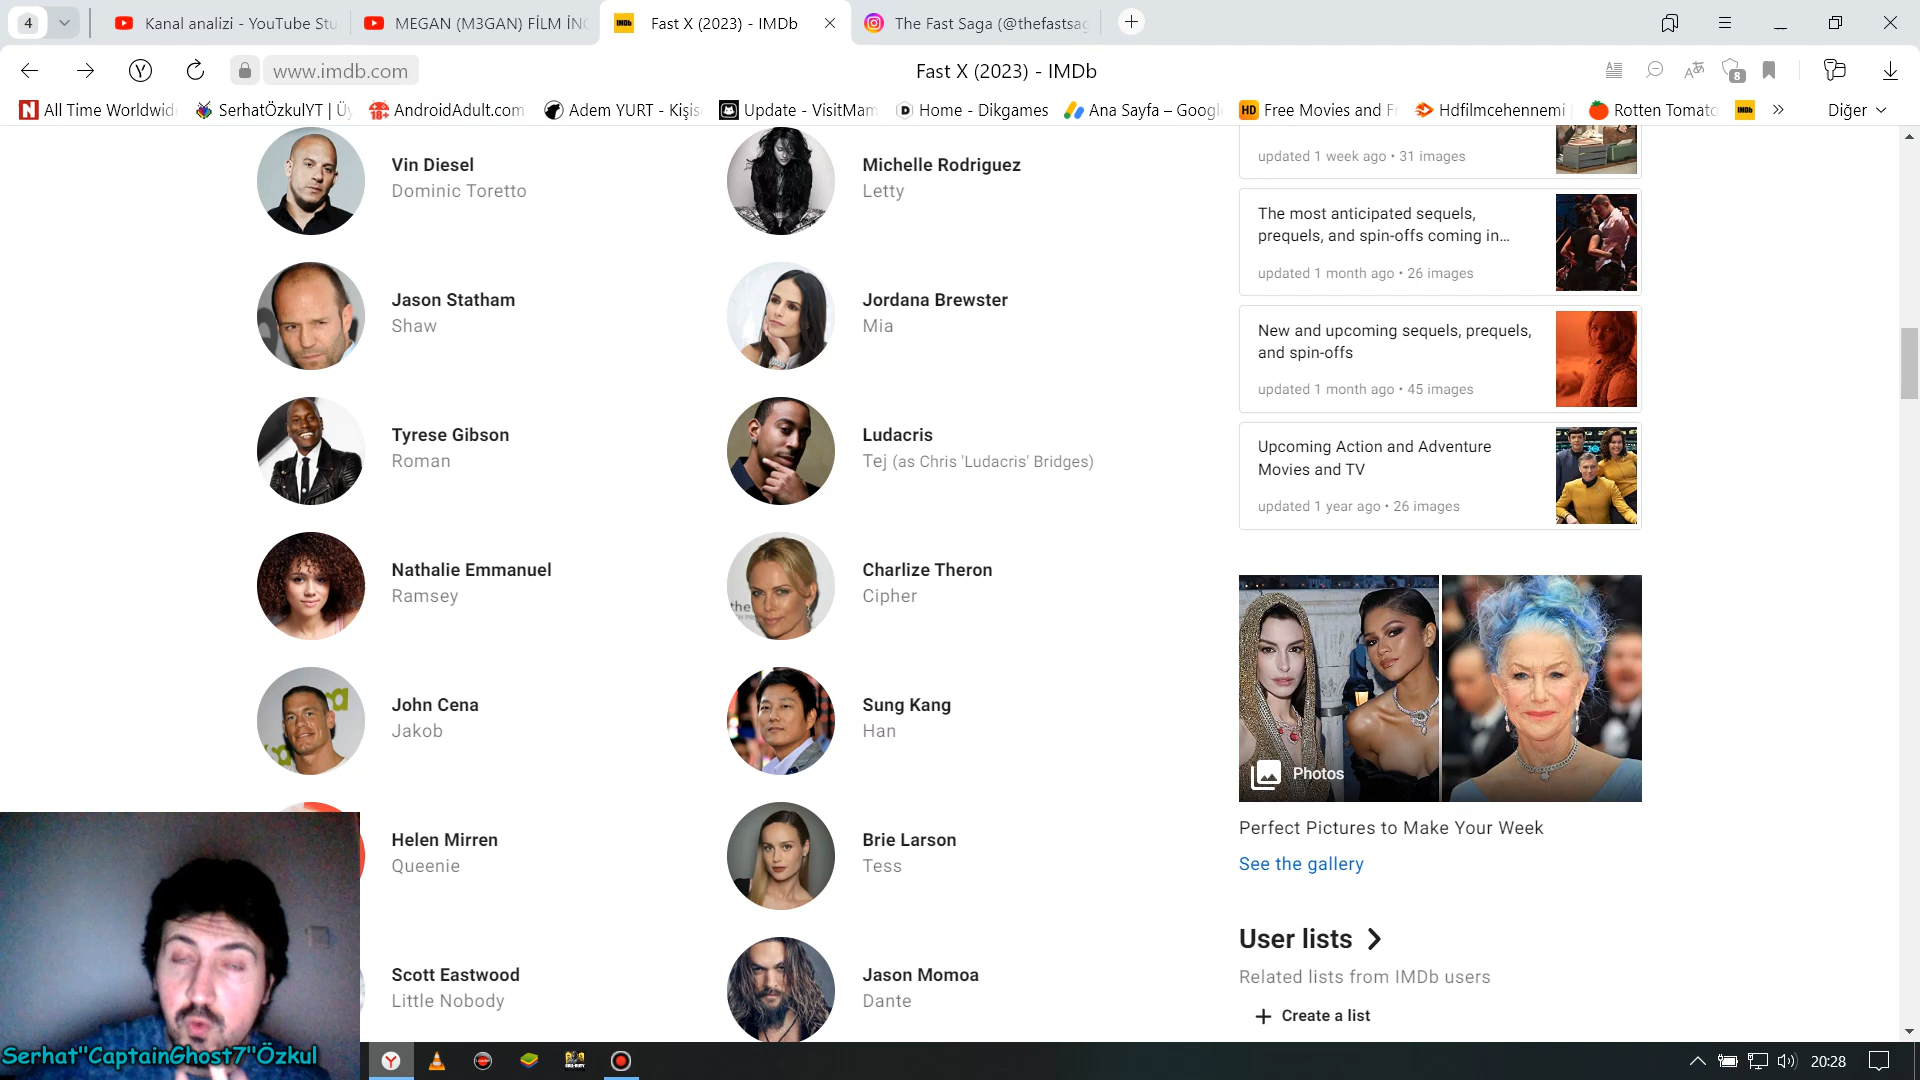 4
Kanal analizi - YouTube Stu
MEGAN (M3GAN) FİLM İNC
Fast X (2023) - IMDb
The Fast Saga (@thefastsag
www.imdb.com
Fast X (2023) - IMDb
8
All Time Worldwid
SerhatÖzkulYT | Üy
AndroidAdult.com
Adem YURT - Kişis
Update - VisitMam
Home - Dikgames
Ana Sayfa – Googl
Free Movies and F
Hdfilmcehennemi
Rotten Tomato
IMDb
Diğer
Vin Diesel
Dominic Toretto
Michelle Rodriguez
Letty
Jason Statham
Shaw
Jordana Brewster
Mia
Tyrese Gibson
Roman
Ludacris
Tej (as Chris 'Ludacris' Bridges)
Nathalie Emmanuel
Ramsey
Charlize Theron
Cipher
John Cena
Jakob
Sung Kang
Han
Helen Mirren
Queenie
Brie Larson
Tess
Scott Eastwood
Little Nobody
Jason Momoa
Dante
updated 1 week ago • 31 images
The most anticipated sequels,
prequels, and spin-offs coming in...
updated 1 month ago • 26 images
New and upcoming sequels, prequels,
and spin-offs
updated 1 month ago • 45 images
Upcoming Action and Adventure
Movies and TV
updated 1 year ago • 26 images
Photos
Perfect Pictures to Make Your Week
See the gallery
User lists
Related lists from IMDb users
+ Create a list
Serhat"CaptainGhost7"Özkul
20:28